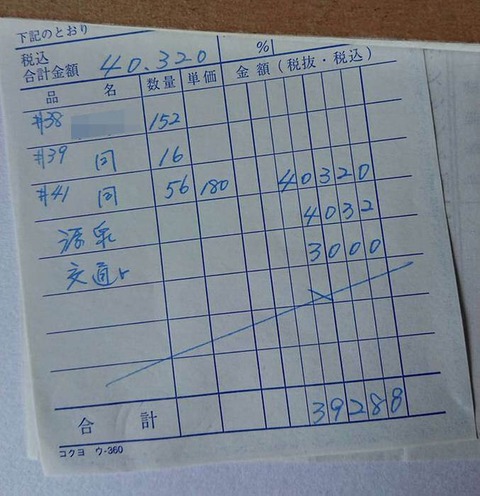 下記のとおり
税込合計金額 40.320 %
品名 数量 単価 金額(税抜・税込)
#38 152
#39 同 16
#41 同 56 180 40320
源泉 4032
交通 3000
合計 39288
コクヨ ウ-360